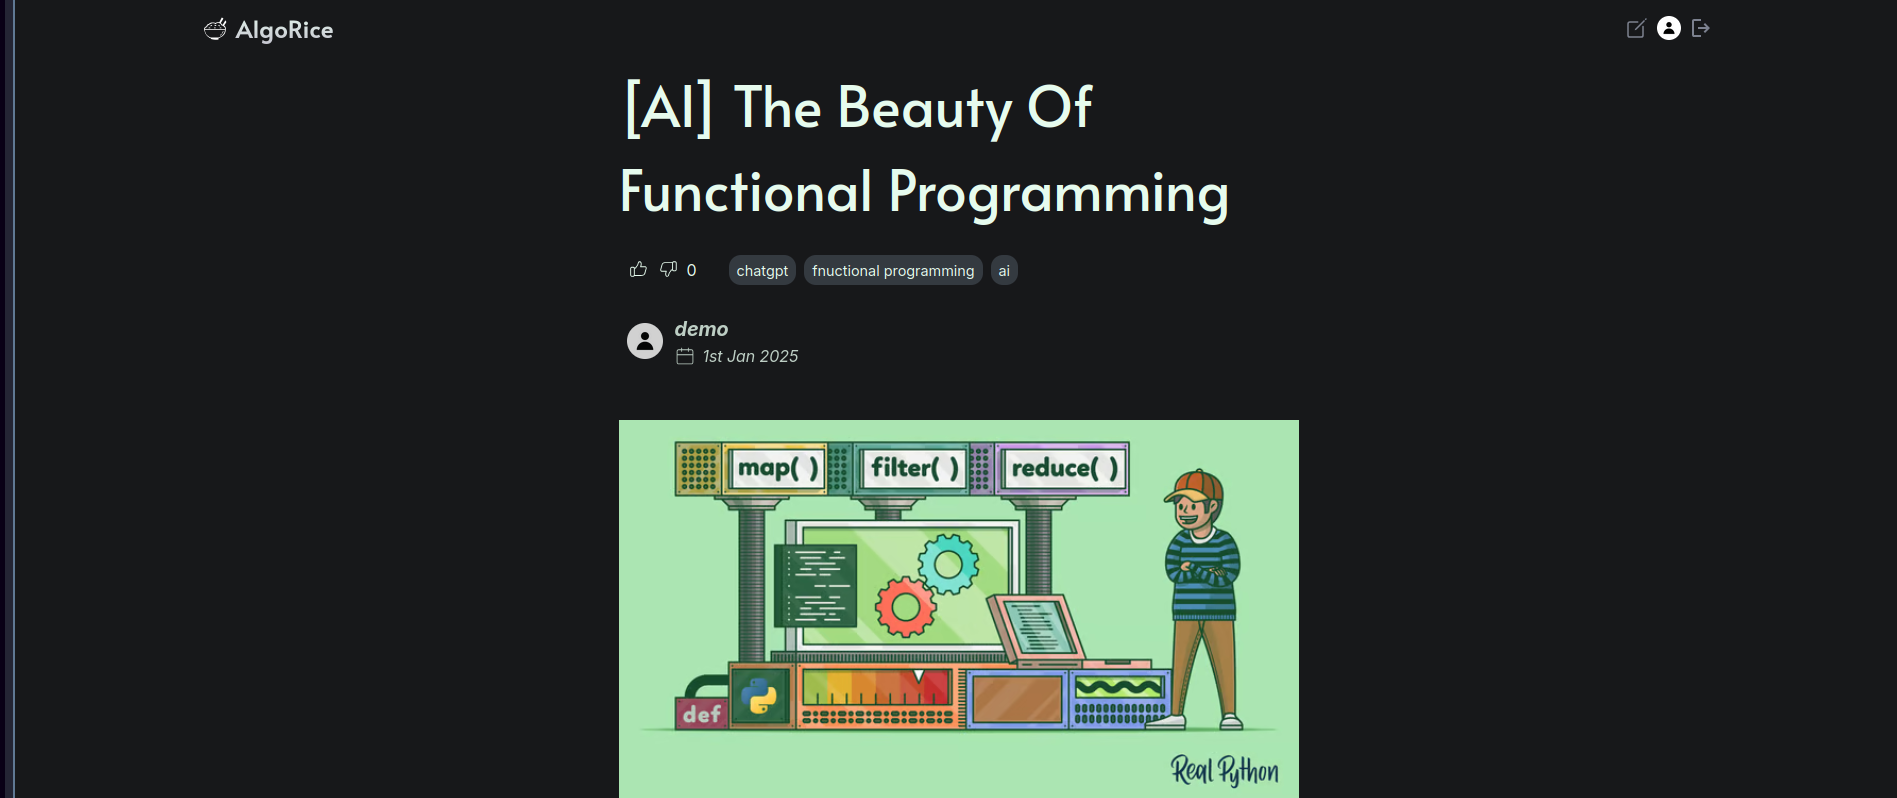 AlgoRice
[AI] The Beauty Of
Functional Programming
0 chatgpt fnuctional programming ai
demo
1st Jan 2025
map( ) filter( ) reduce( )
def
Real Python